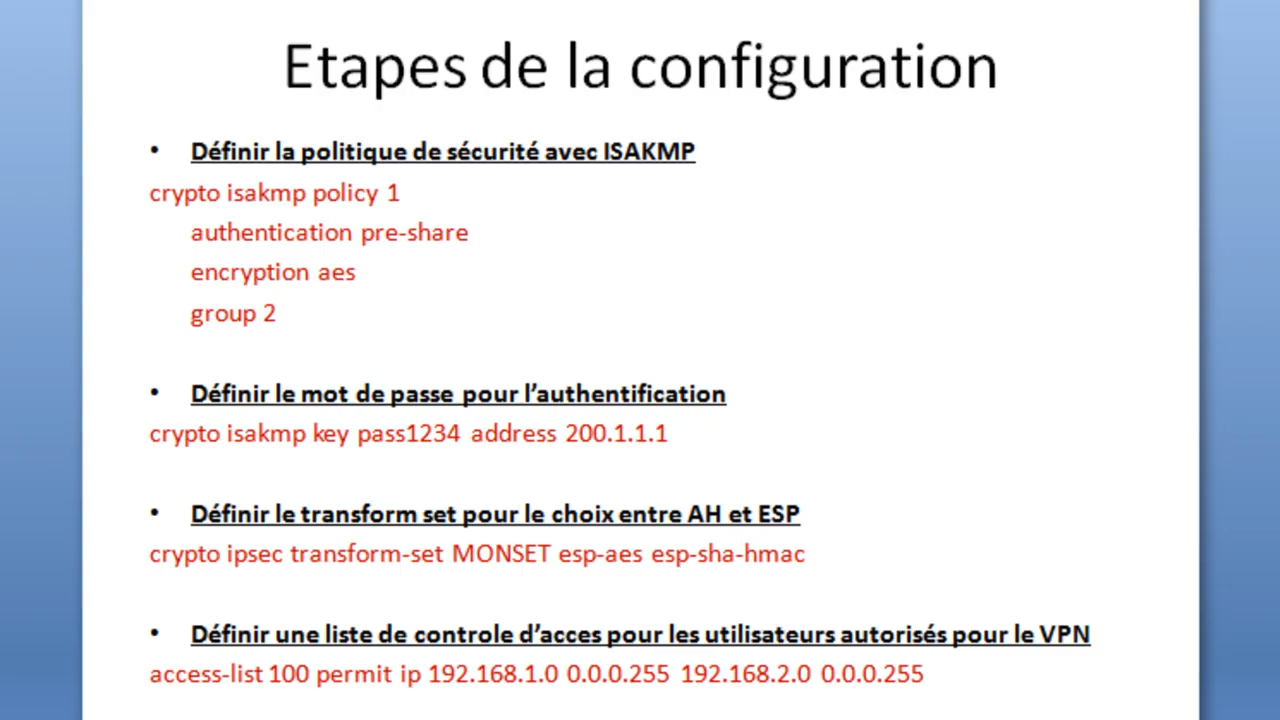 Etapes de la configuration
• Définir la politique de sécurité avec ISAKMP
crypto isakmp policy 1
authentication pre-share
encryption aes
group 2
• Définir le mot de passe pour l’authentification
crypto isakmp key pass1234 address 200.1.1.1
• Définir le transform set pour le choix entre AH et ESP
crypto ipsec transform-set MONSET esp-aes esp-sha-hmac
• Définir une liste de controle d’acces pour les utilisateurs autorisés pour le VPN
access-list 100 permit ip 192.168.1.0 0.0.0.255 192.168.2.0 0.0.0.255